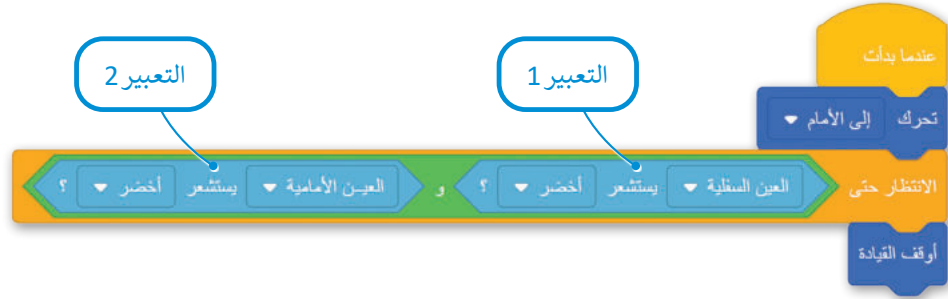 عندما بدأت
تحرك إلى الأمام
التعبير 1
التعبير 2
الانتظار حتى العين السفلية يستشعر أخضر ؟ و العيـن الأمامية يستشعر أخضر ؟
أوقف القيادة